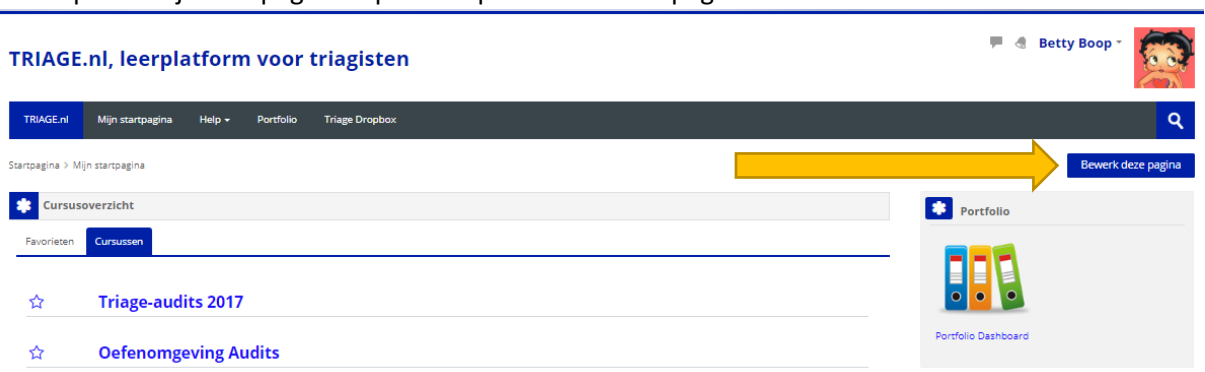 TRIAGE.nl, leerplatform voor triagisten
Betty Boop
TRIAGE.nl Mijn startpagina Help Portfolio Triage Dropbox
Startpagina > Mijn startpagina
Bewerk deze pagina
Cursusoverzicht
Portfolio
Favorieten Cursussen
Triage-audits 2017
Portfolio Dashboard
Oefenomgeving Audits